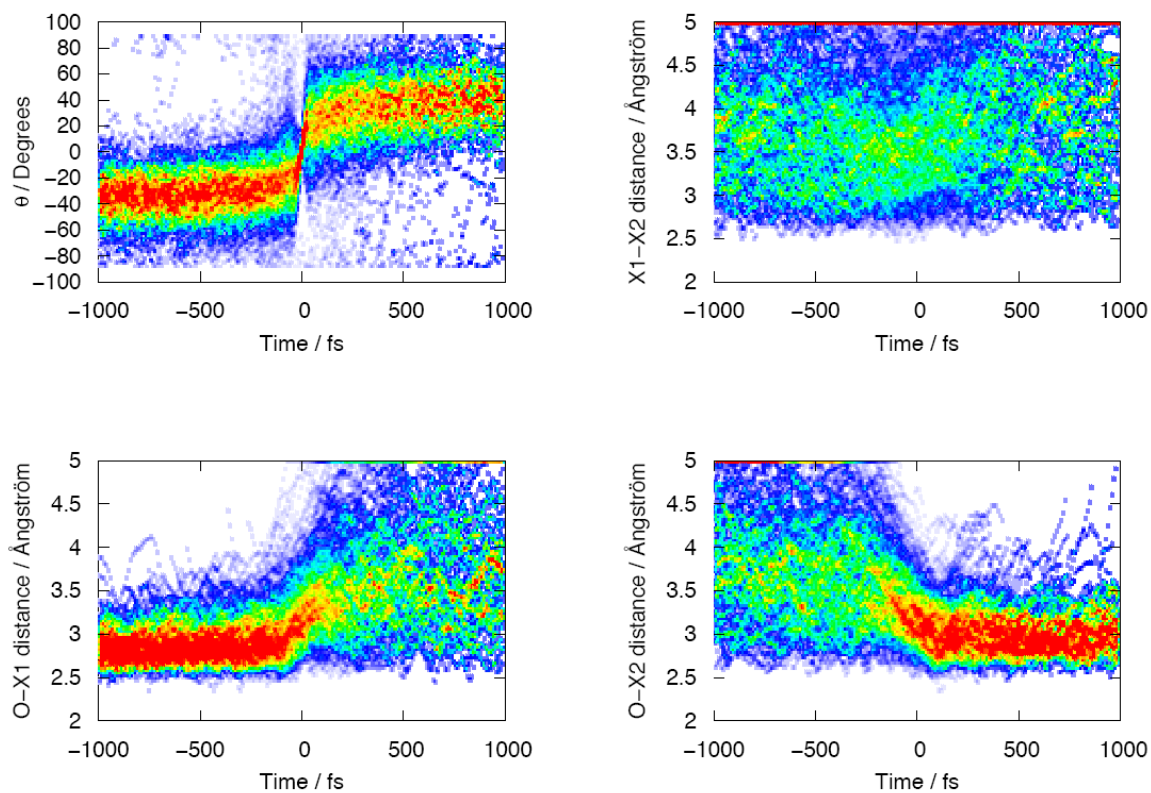 θ / Degrees
100
80
60
40
20
0
−20
−40
−60
−80
−100
−1000 −500 0 500 1000
Time / fs
X1−X2 distance / Ångström
5
4.5
4
3.5
3
2.5
2
−1000 −500 0 500 1000
Time / fs
O−X1 distance / Ångström
5
4.5
4
3.5
3
2.5
2
−1000 −500 0 500 1000
Time / fs
O−X2 distance / Ångström
5
4.5
4
3.5
3
2.5
2
−1000 −500 0 500 1000
Time / fs